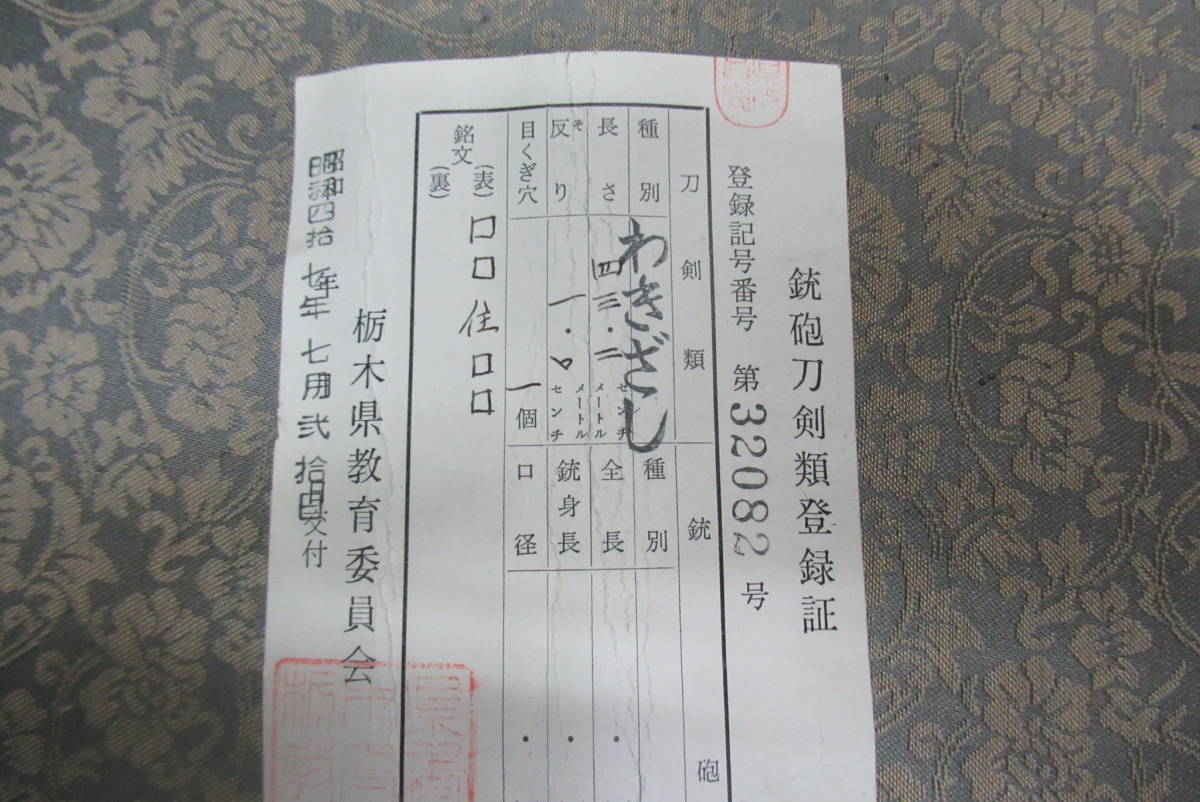 銃砲刀剣類登録証
登録記号番号 第32082号
刀剣類
銃砲
種別 わきざし
種別
長さ 四三・二 センチメートル
全長 ・
反り そ 一・〇 センチメートル
銃身長 ・
目くぎ穴 一個
口径 ・
銘文 (表) 口口住口口
(裏)
栃木県教育委員会
昭和四拾七年七月弐拾日交付